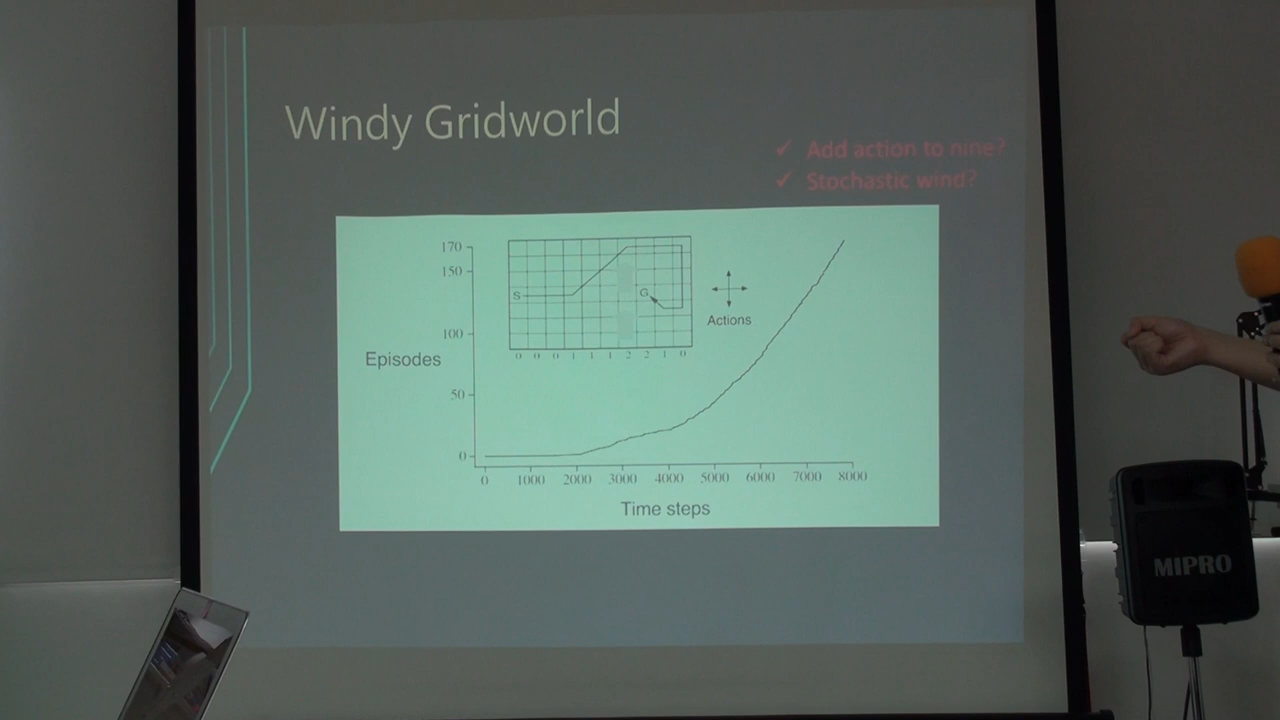 Windy Gridworld
✓ Add action to nine?
✓ Stochastic wind?
170
150
100
50
0
Episodes
S
G
0 0 0 1 1 1 2 2 1 0
Actions
0 1000 2000 3000 4000 5000 6000 7000 8000
Time steps
MIPRO